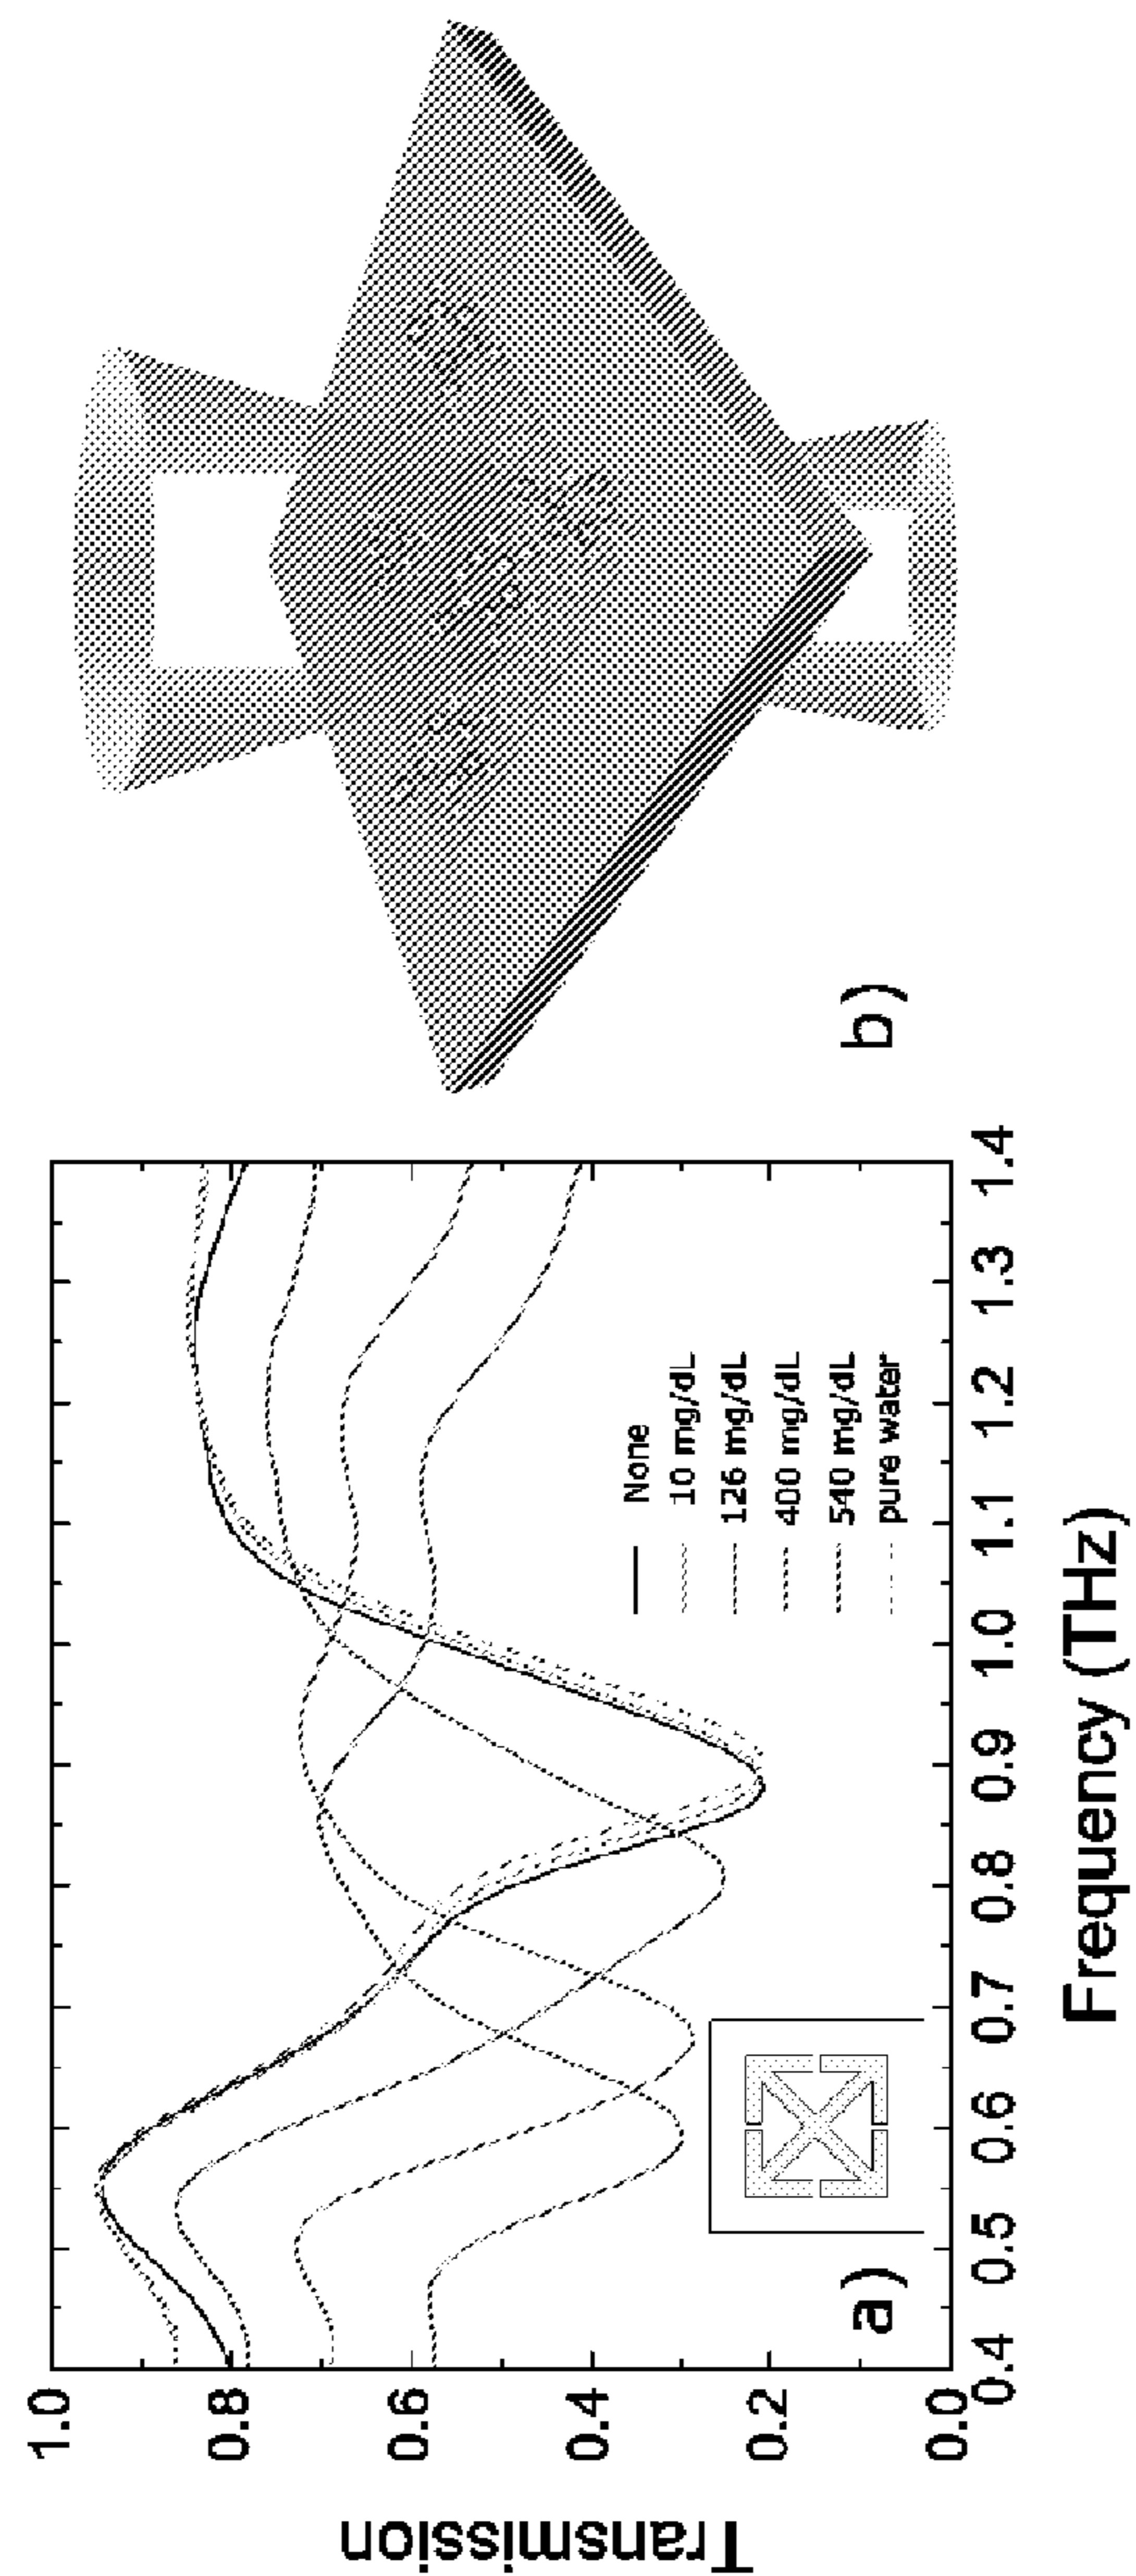 Transmission
1.0
0.8
0.6
0.4
0.2
0.0
None
10 mg/dL
126 mg/dL
400 mg/dL
540 mg/dL
pure water
a)
0.4 0.5 0.6 0.7 0.8 0.9 1.0 1.1 1.2 1.3 1.4
Frequency (THz)
b)